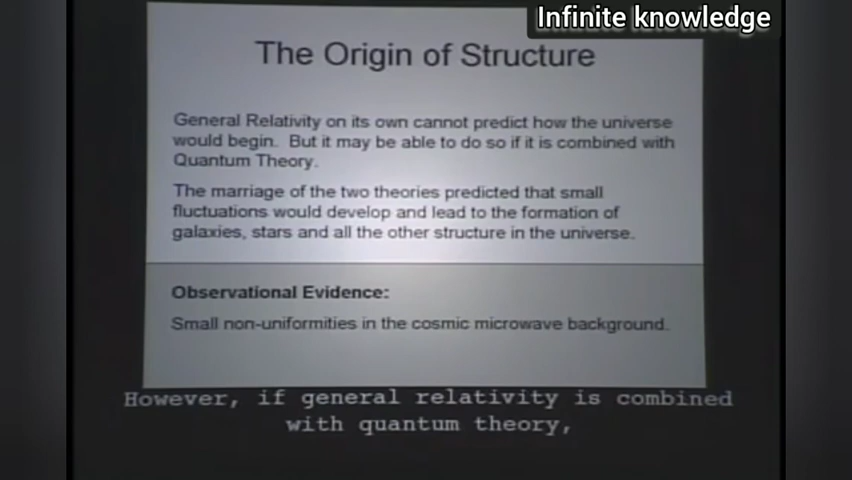 Infinite knowledge
The Origin of Structure
General Relativity on its own cannot predict how the universe
would begin. But it may be able to do so if it is combined with
Quantum Theory.
The marriage of the two theories predicted that small
fluctuations would develop and lead to the formation of
galaxies, stars and all the other structure in the universe.
Observational Evidence:
Small non-uniformities in the cosmic microwave background.
However, if general relativity is combined
with quantum theory,